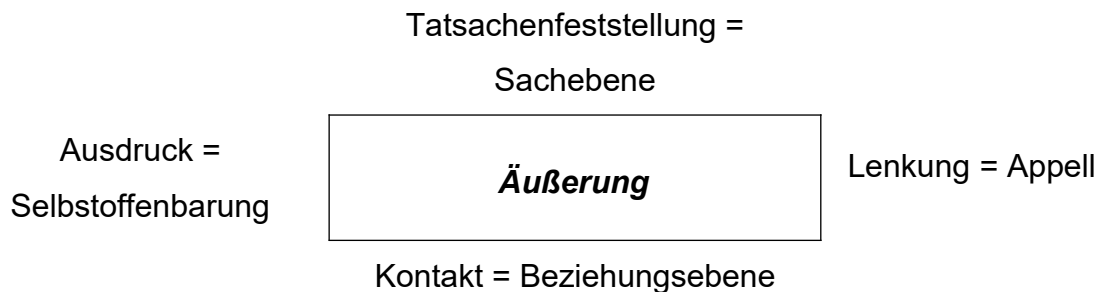 Tatsachenfeststellung =
Sachebene
Ausdruck =
Selbstoffenbarung
Äußerung
Lenkung = Appell
Kontakt = Beziehungsebene